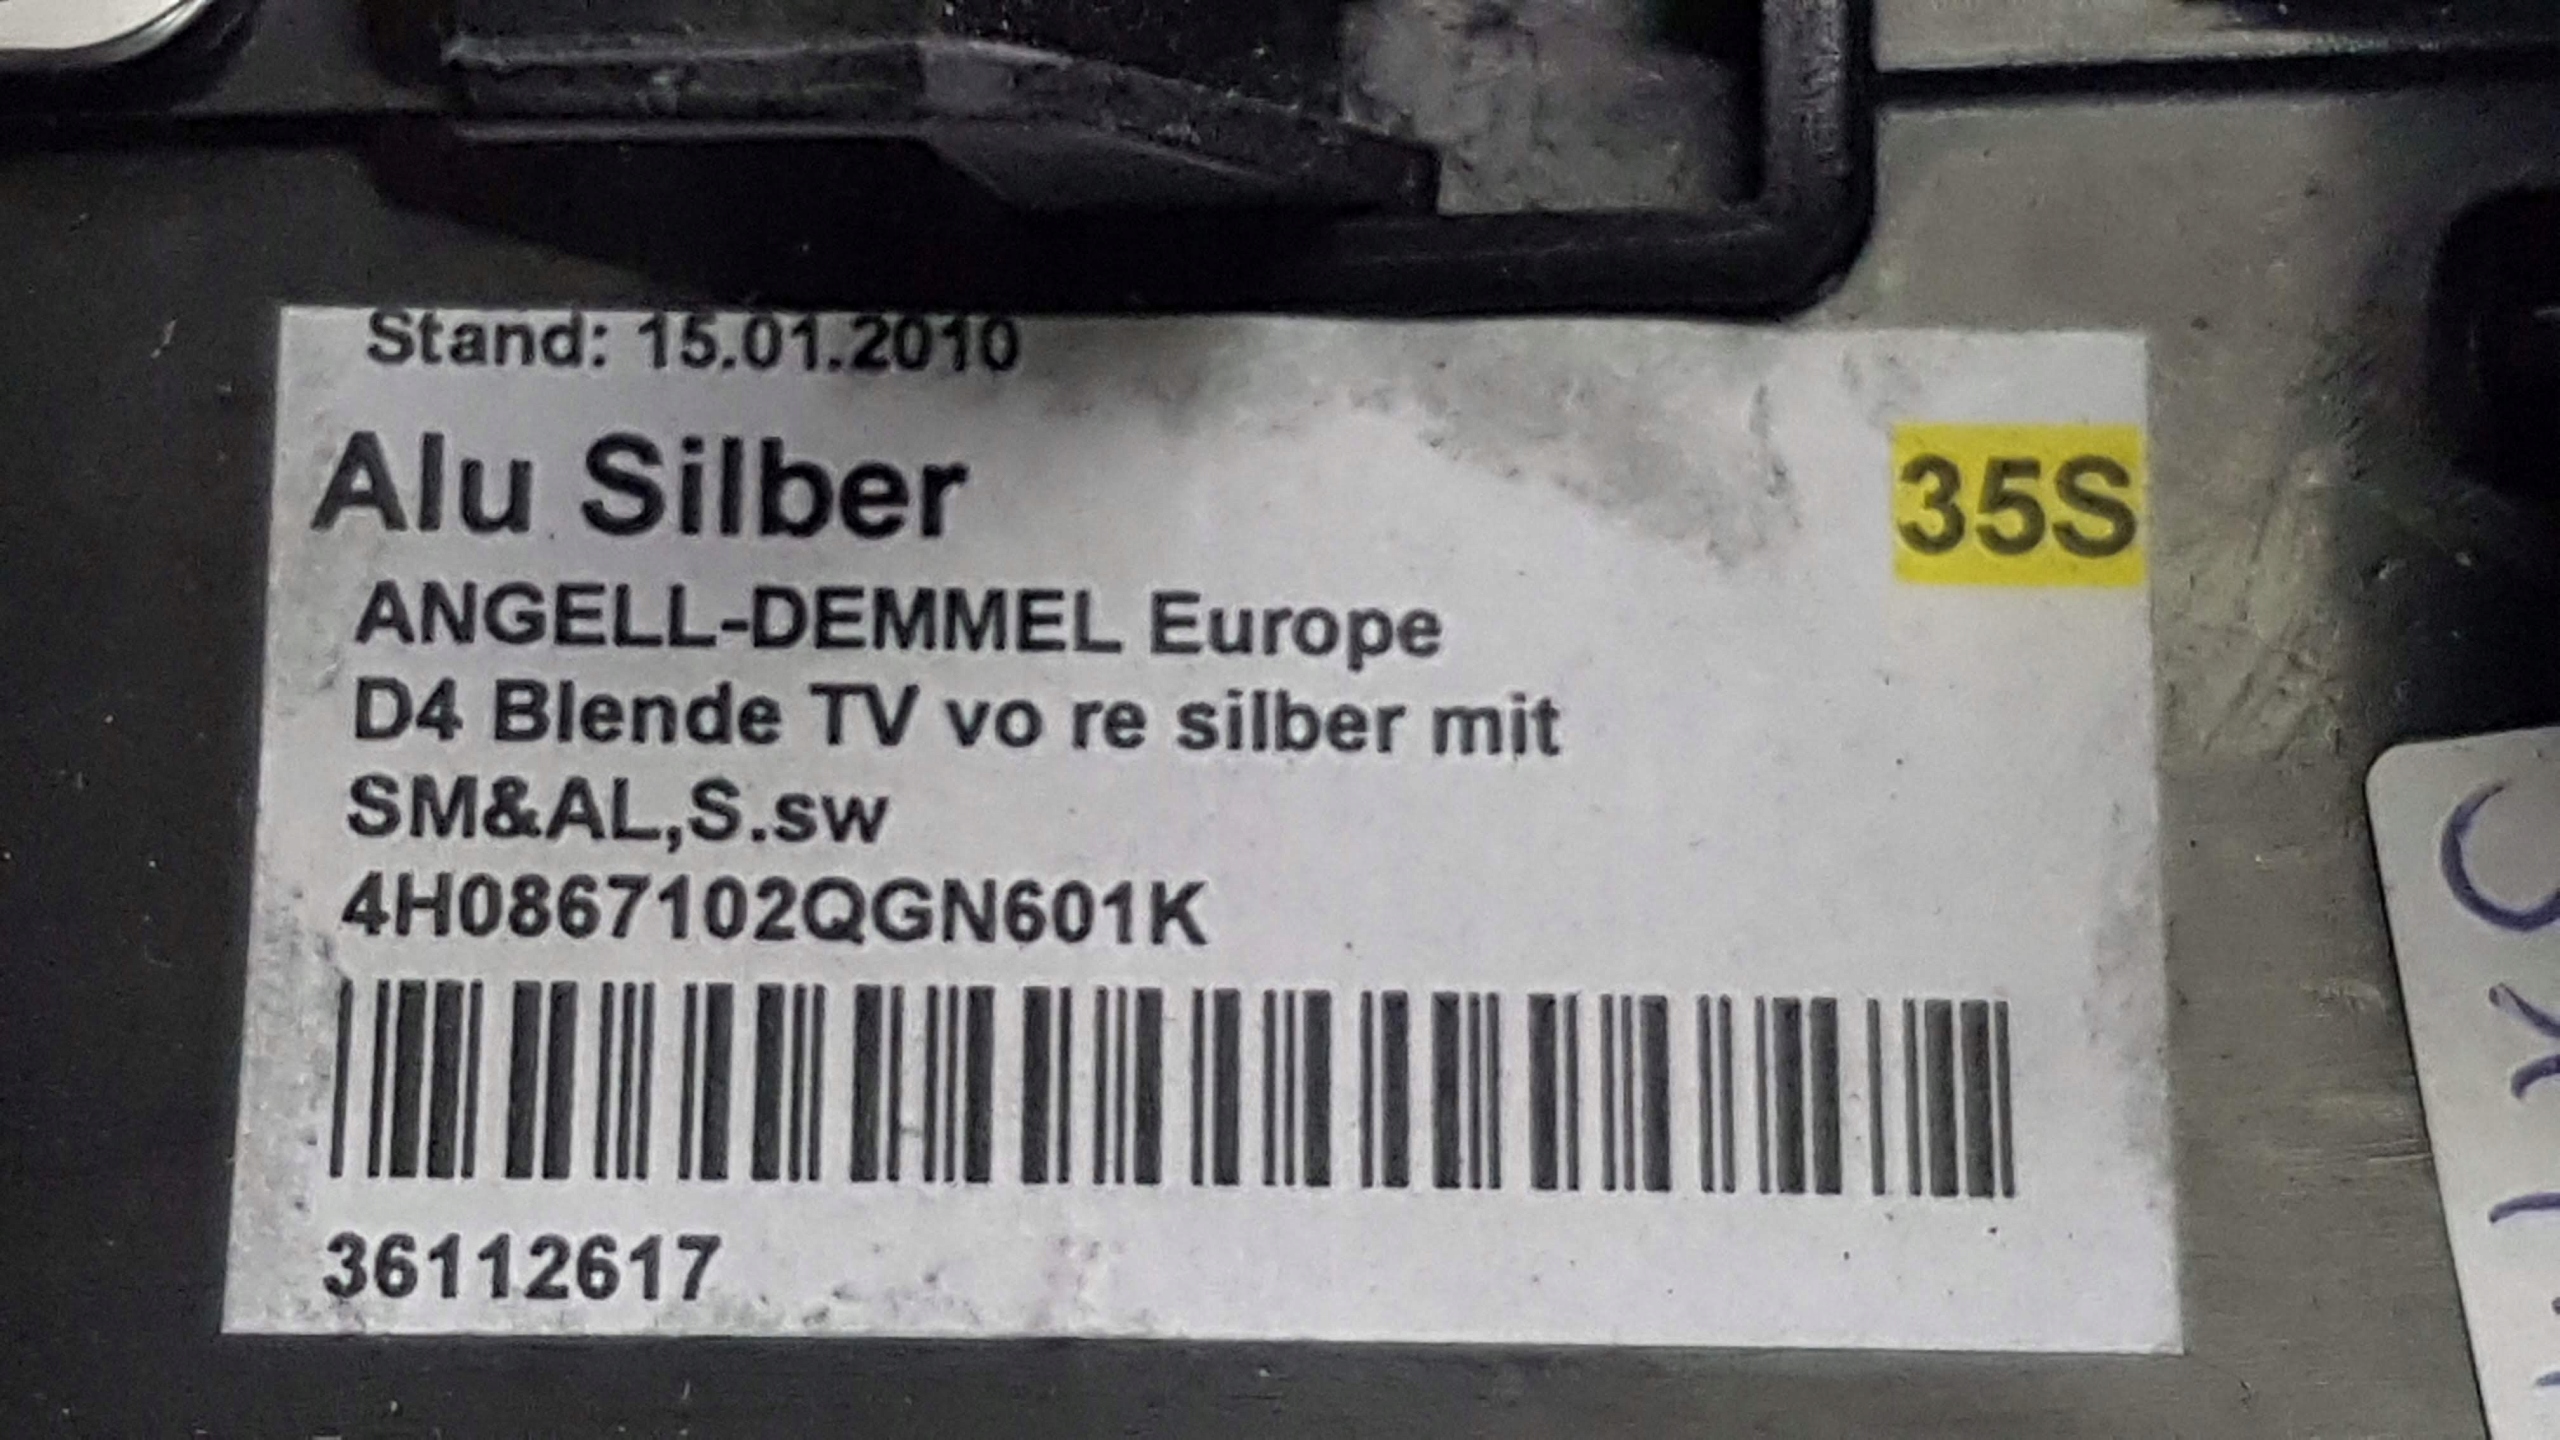 Stand: 15.01.2010
Alu Silber
35S
ANGELL-DEMMEL Europe
D4 Blende TV vo re silber mit
SM&AL,S.sw
4H0867102QGN601K
36112617